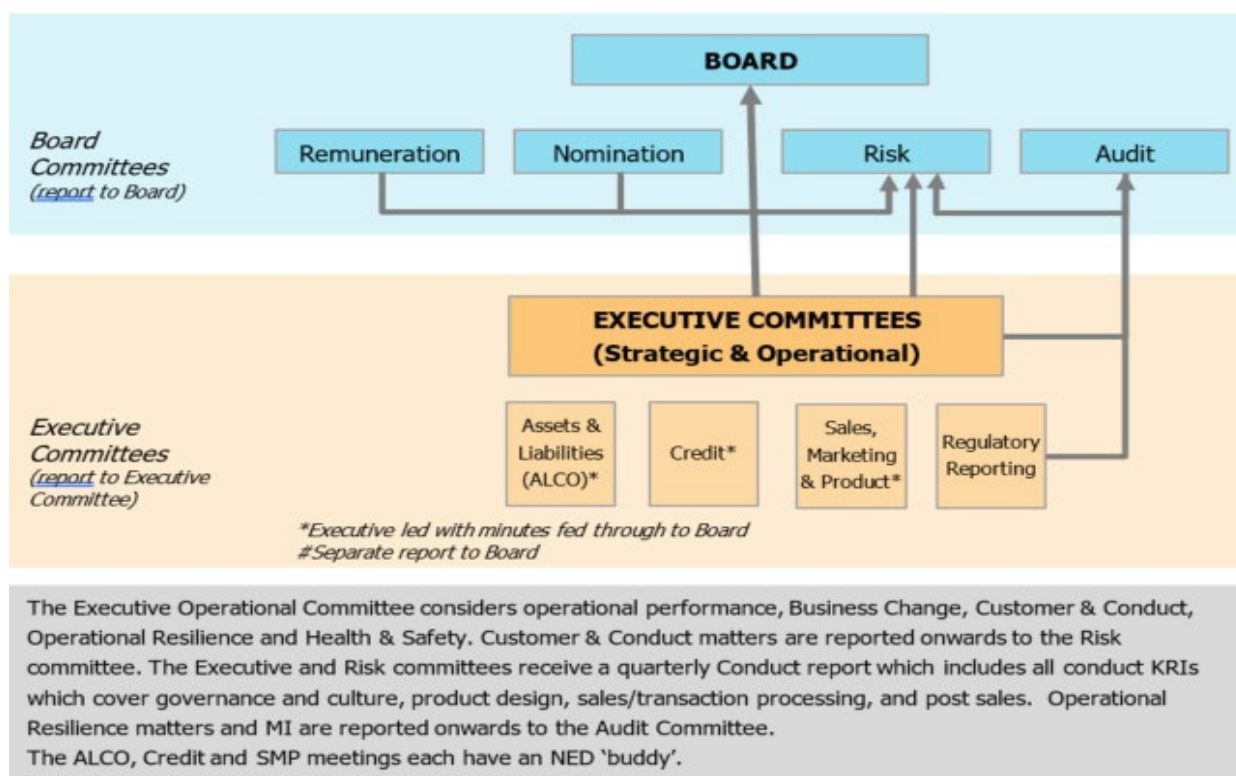 BOARD
Board
Committees
(report to Board)
Remuneration
Nomination
Risk
Audit
EXECUTIVE COMMITTEES
(Strategic & Operational)
Executive
Committees
(report to Executive
Committee)
Assets &
Liabilities
(ALCO)*
Credit*
Sales,
Marketing
& Product*
Regulatory
Reporting
*Executive led with minutes fed through to Board
#Separate report to Board
The Executive Operational Committee considers operational performance, Business Change, Customer & Conduct,
Operational Resilience and Health & Safety. Customer & Conduct matters are reported onwards to the Risk
committee. The Executive and Risk committees receive a quarterly Conduct report which includes all conduct KRIs
which cover governance and culture, product design, sales/transaction processing, and post sales.  Operational
Resilience matters and MI are reported onwards to the Audit Committee.
The ALCO, Credit and SMP meetings each have an NED ‘buddy’.